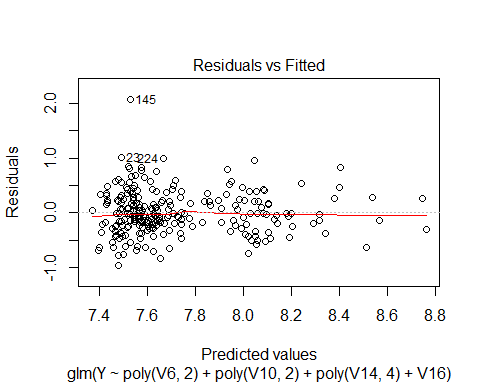 Residuals vs Fitted
Residuals
2.0
1.0
0.0
-1.0
145
23
224
7.4 7.6 7.8 8.0 8.2 8.4 8.6 8.8
Predicted values
glm(Y ~ poly(V6, 2) + poly(V10, 2) + poly(V14, 4) + V16)